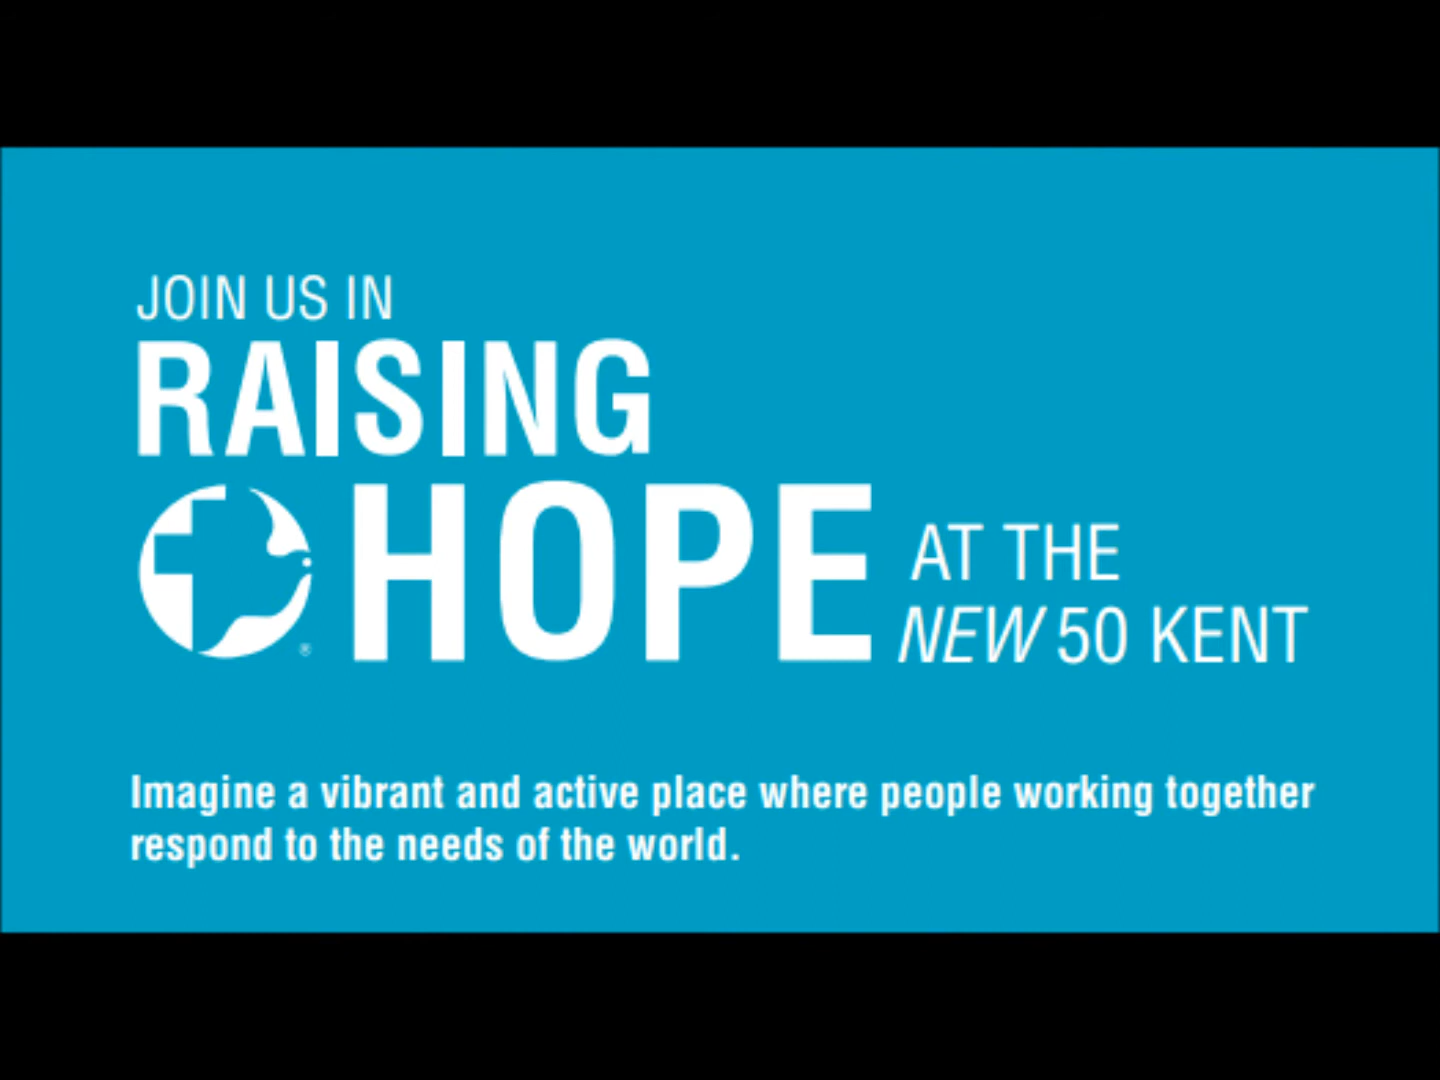 JOIN US IN
RAISING
HOPE AT THE
NEW 50 KENT
®
Imagine a vibrant and active place where people working together
respond to the needs of the world.